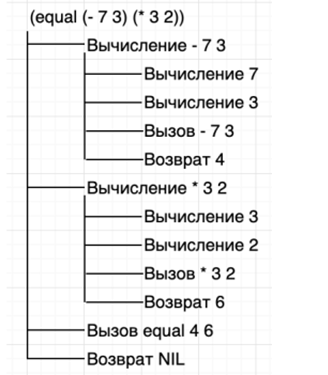 (equal (- 7 3) (* 3 2))
Вычисление - 7 3
Вычисление 7
Вычисление 3
Вызов - 7 3
Возврат 4
Вычисление * 3 2
Вычисление 3
Вычисление 2
Вызов * 3 2
Возврат 6
Вызов equal 4 6
Возврат NIL